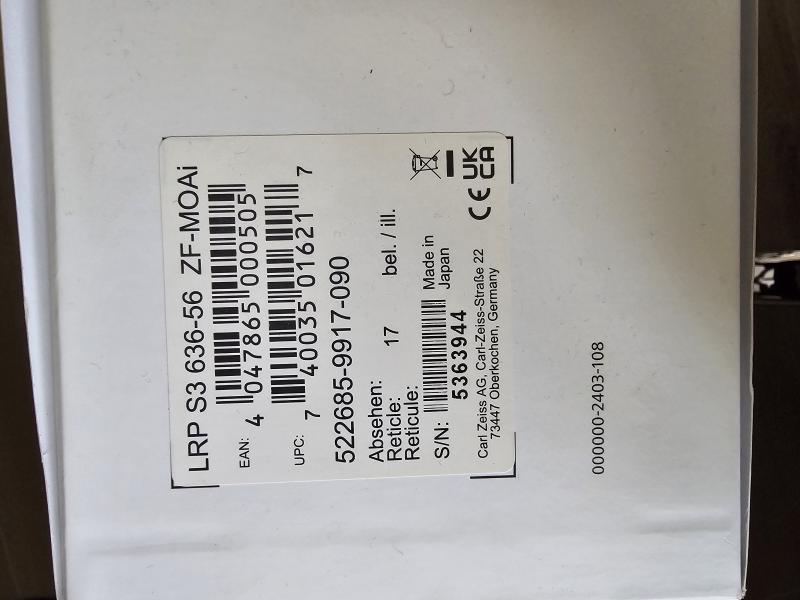 LRP S3 636-56 ZF-MOAi
EAN:
4 047865 000505
UPC:
7 40035 01621 7
522685-9917-090
Absehen:
Reticle: 17 bel. / ill.
Reticule:
S/N: Made in
Japan
5363944
Carl Zeiss AG, Carl-Zeiss-Straße 22
73447 Oberkochen, Germany
CE UK
CA
000000-2403-108